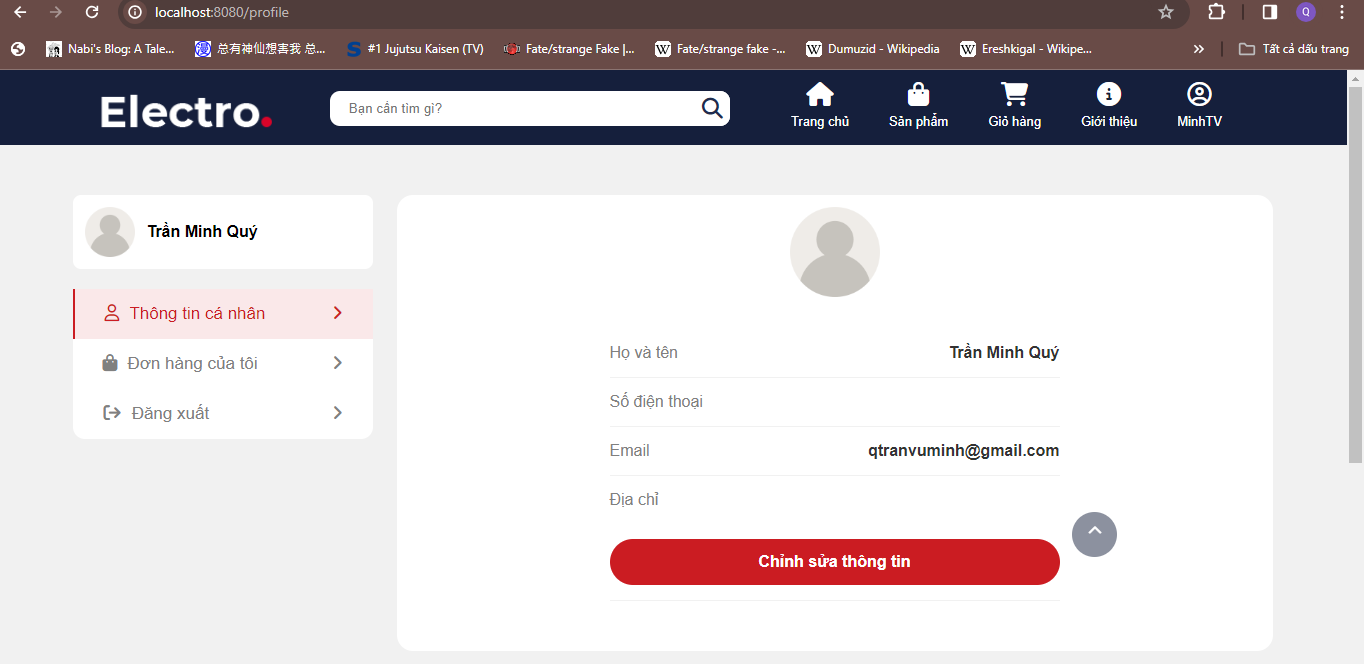 localhost:8080/profile
Nabi's Blog: A Tale...
总有神仙想害我 总...
#1 Jujutsu Kaisen (TV)
Fate/strange Fake |...
Fate/strange fake -...
Dumuzid - Wikipedia
Ereshkigal - Wikipe...
Tất cả dấu trang
Electro.
Bạn cần tìm gì?
Trang chủ
Sản phẩm
Giỏ hàng
Giới thiệu
MinhTV
Trần Minh Quý
Thông tin cá nhân
Đơn hàng của tôi
Đăng xuất
Họ và tên Trần Minh Quý
Số điện thoại
Email qtranvuminh@gmail.com
Địa chỉ
Chỉnh sửa thông tin